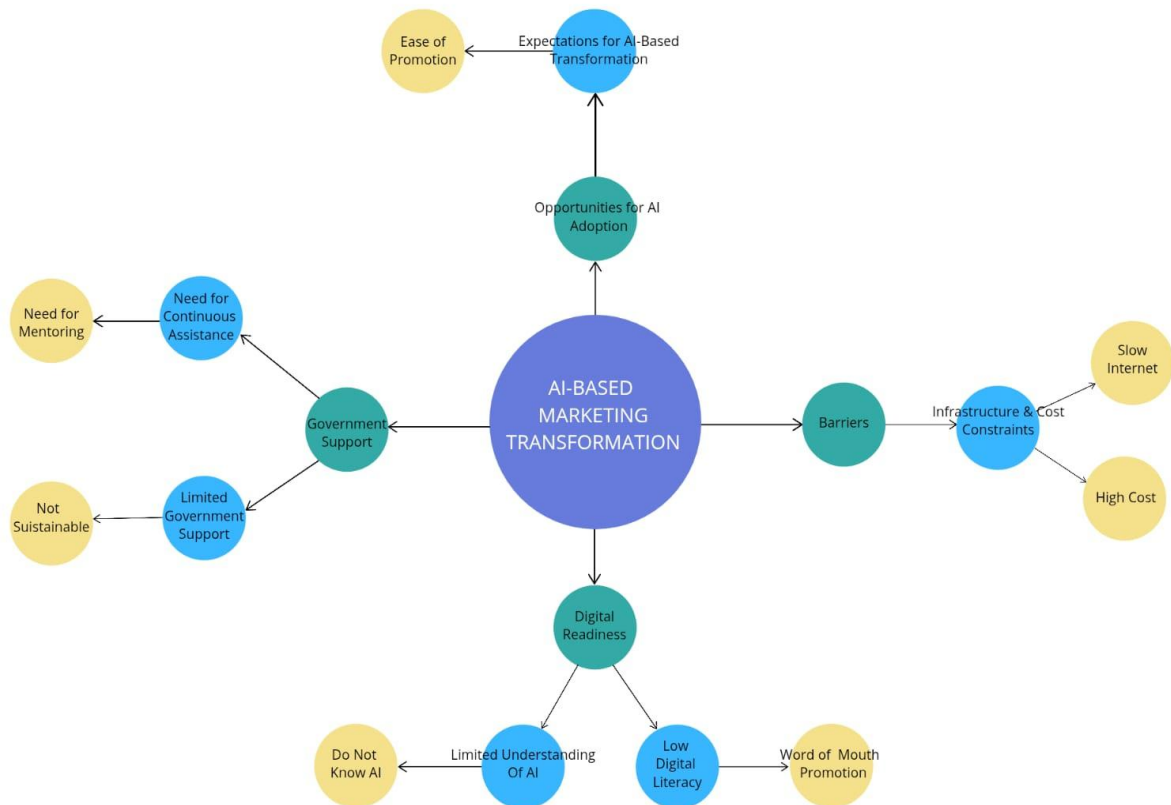 Ease of
Promotion
Expectations for AI-Based
Transformation
Opportunities for AI
Adoption
Need for
Mentoring
Need for
Continuous
Assistance
Government
Support
Not
Suistainable
Limited
Government
Support
AI-BASED
MARKETING
TRANSFORMATION
Barriers
Infrastructure & Cost
Constraints
Slow
Internet
High Cost
Digital
Readiness
Do Not
Know AI
Limited Understanding
Of AI
Low
Digital
Literacy
Word of Mouth
Promotion